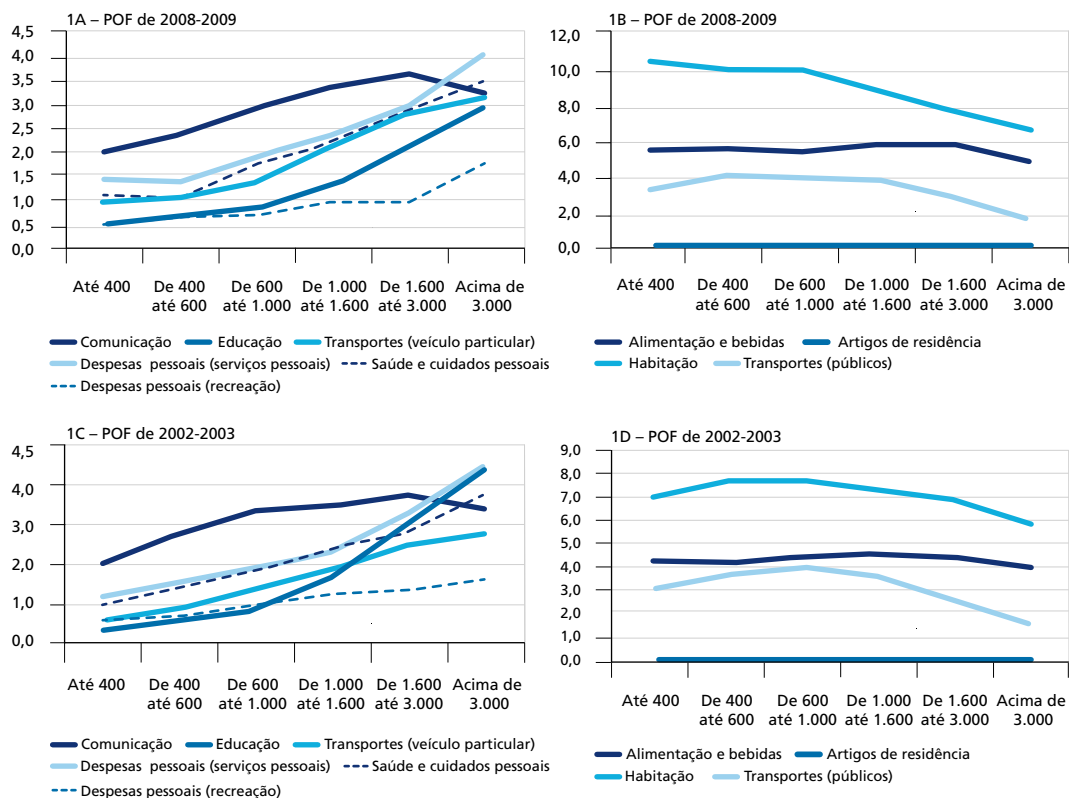 1A – POF de 2008-2009
4,5
4,0
3,5
3,0
2,5
2,0
1,5
1,0
0,5
0,0
Até 400 De 400 até 600 De 600 até 1.000 De 1.000 até 1.600 De 1.600 até 3.000 Acima de 3.000
Comunicação Educação Transportes (veículo particular)
Despesas pessoais (serviços pessoais) Saúde e cuidados pessoais
Despesas pessoais (recreação)
1B – POF de 2008-2009
12,0
10,0
8,0
6,0
4,0
2,0
0,0
Até 400 De 400 até 600 De 600 até 1.000 De 1.000 até 1.600 De 1.600 até 3.000 Acima de 3.000
Alimentação e bebidas Artigos de residência
Habitação Transportes (públicos)
1C – POF de 2002-2003
4,5
4,0
3,0
2,0
1,0
0,0
Até 400 De 400 até 600 De 600 até 1.000 De 1.000 até 1.600 De 1.600 até 3.000 Acima de 3.000
Comunicação Educação Transportes (veículo particular)
Despesas pessoais (serviços pessoais) Saúde e cuidados pessoais
Despesas pessoais (recreação)
1D – POF de 2002-2003
9,0
8,0
7,0
6,0
5,0
4,0
3,0
2,0
1,0
0,0
Até 400 De 400 até 600 De 600 até 1.000 De 1.000 até 1.600 De 1.600 até 3.000 Acima de 3.000
Alimentação e bebidas Artigos de residência
Habitação Transportes (públicos)